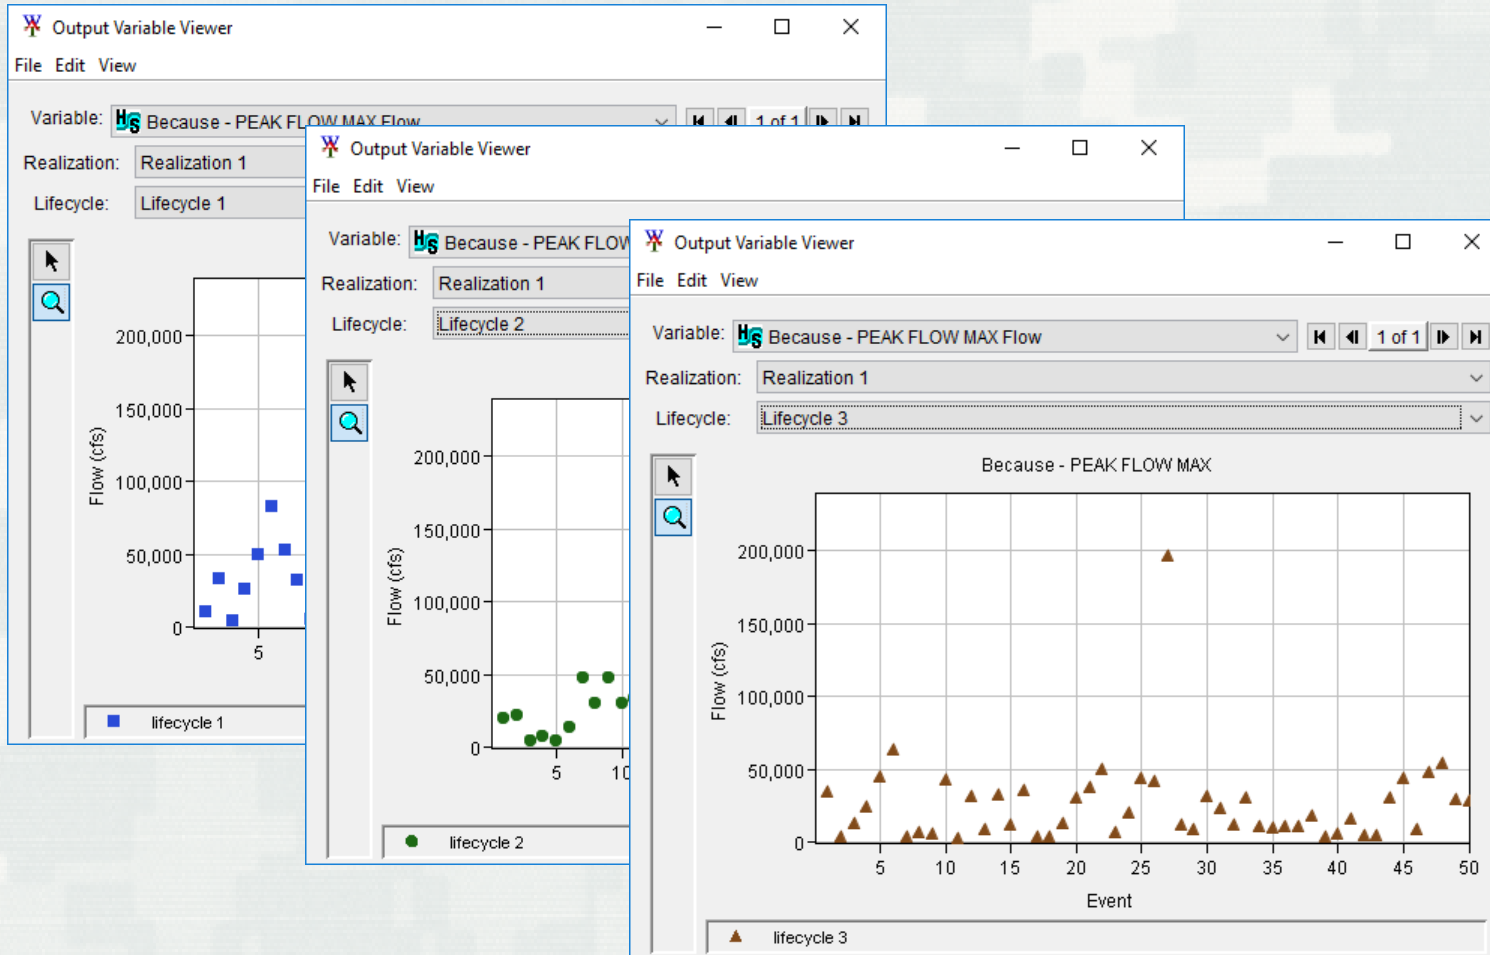 Output Variable Viewer
File Edit View
Variable: Because - PEAK FLOW MAX Flow 1 of 1
Realization: Realization 1
Lifecycle: Lifecycle 1
200,000
150,000
100,000
50,000
0
Flow (cfs)
5
lifecycle 1
Output Variable Viewer
File Edit View
Variable: Because - PEAK FLOW
Realization: Realization 1
Lifecycle: Lifecycle 2
200,000
150,000
100,000
50,000
0
Flow (cfs)
5 10
lifecycle 2
Output Variable Viewer
File Edit View
Variable: Because - PEAK FLOW MAX Flow 1 of 1
Realization: Realization 1
Lifecycle: Lifecycle 3
Because - PEAK FLOW MAX
200,000
150,000
100,000
50,000
0
Flow (cfs)
5 10 15 20 25 30 35 40 45 50
Event
lifecycle 3